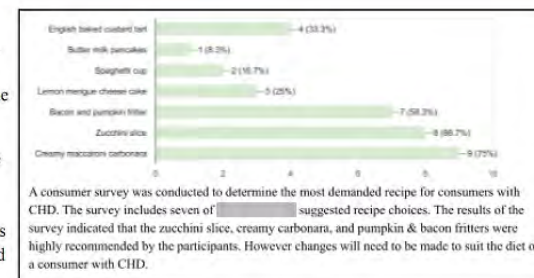 English baked custard tart 4 (33.3%)
Butter milk pancakes 1 (8.3%)
Spaghetti cup 2 (16.7%)
Lemon mengue cheese cake 3 (25%)
Bacon and pumpkin fritter 7 (58.3%)
Zucchini slice 8 (66.7%)
Creamy maccaroni carbonara 9 (75%)
0 2 4 6 8 10
A consumer survey was conducted to determine the most demanded recipe for consumers with
CHD. The survey includes seven of suggested recipe choices. The results of the
survey indicated that the zucchini slice, creamy carbonara, and pumpkin & bacon fritters were
highly recommended by the participants. However changes will need to be made to suit the diet o
a consumer with CHD.